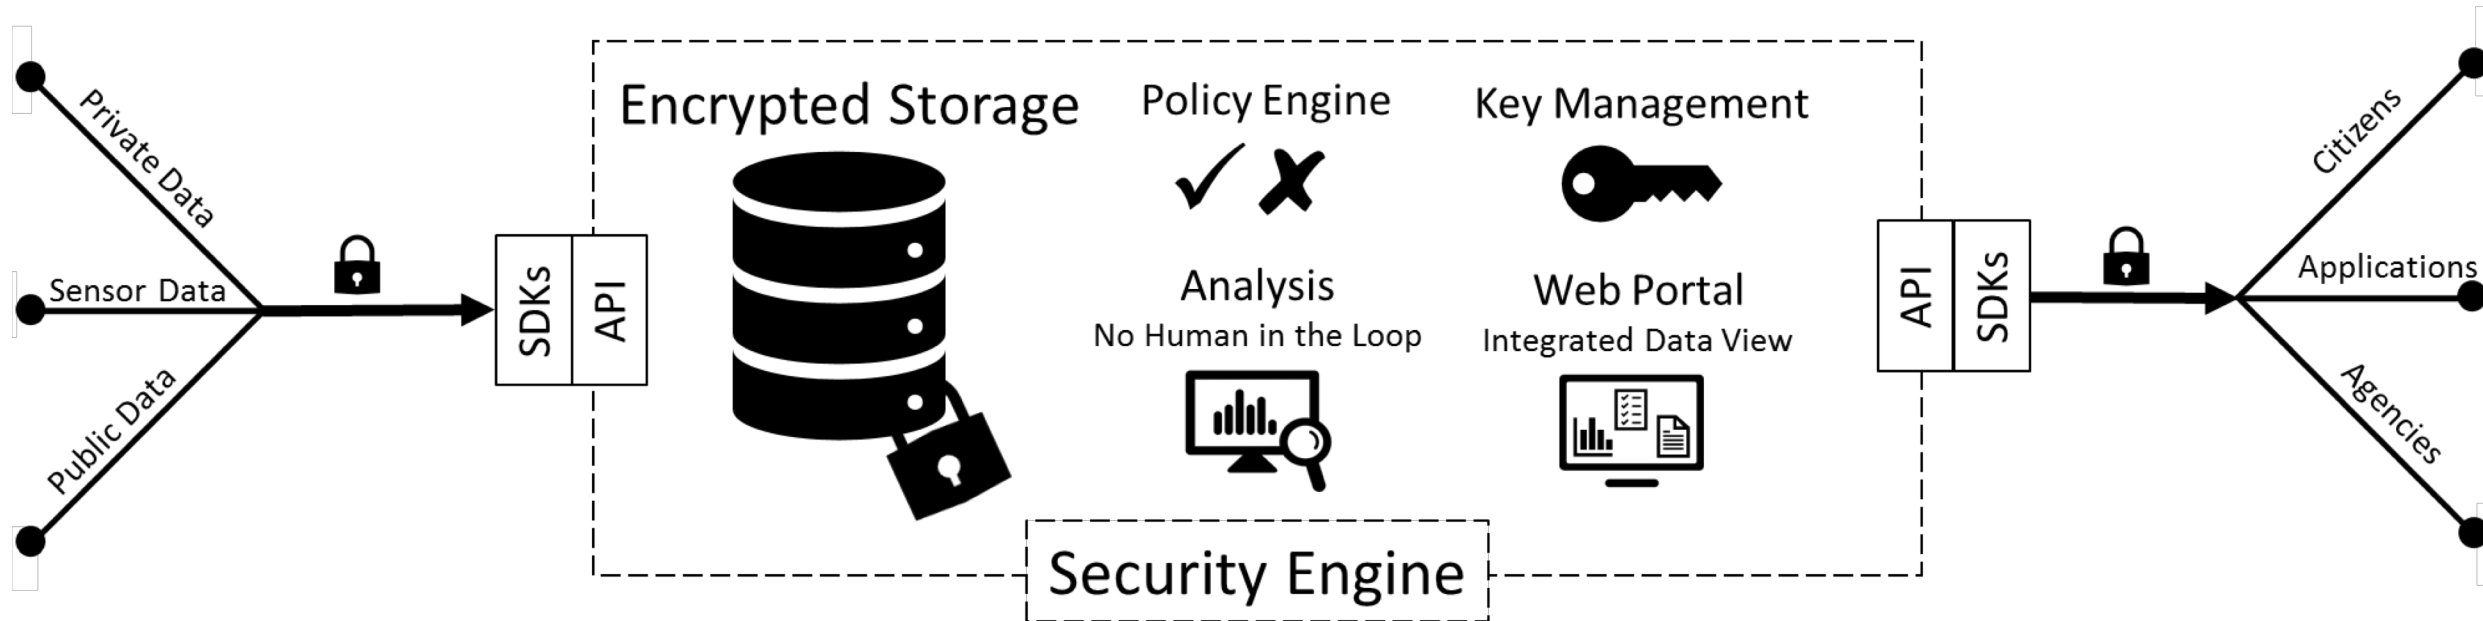 Private Data
Sensor Data
Public Data
SDKs
API
Encrypted Storage
Policy Engine
Key Management
Analysis
No Human in the Loop
Web Portal
Integrated Data View
Security Engine
API
SDKs
Citizens
Applications
Agencies